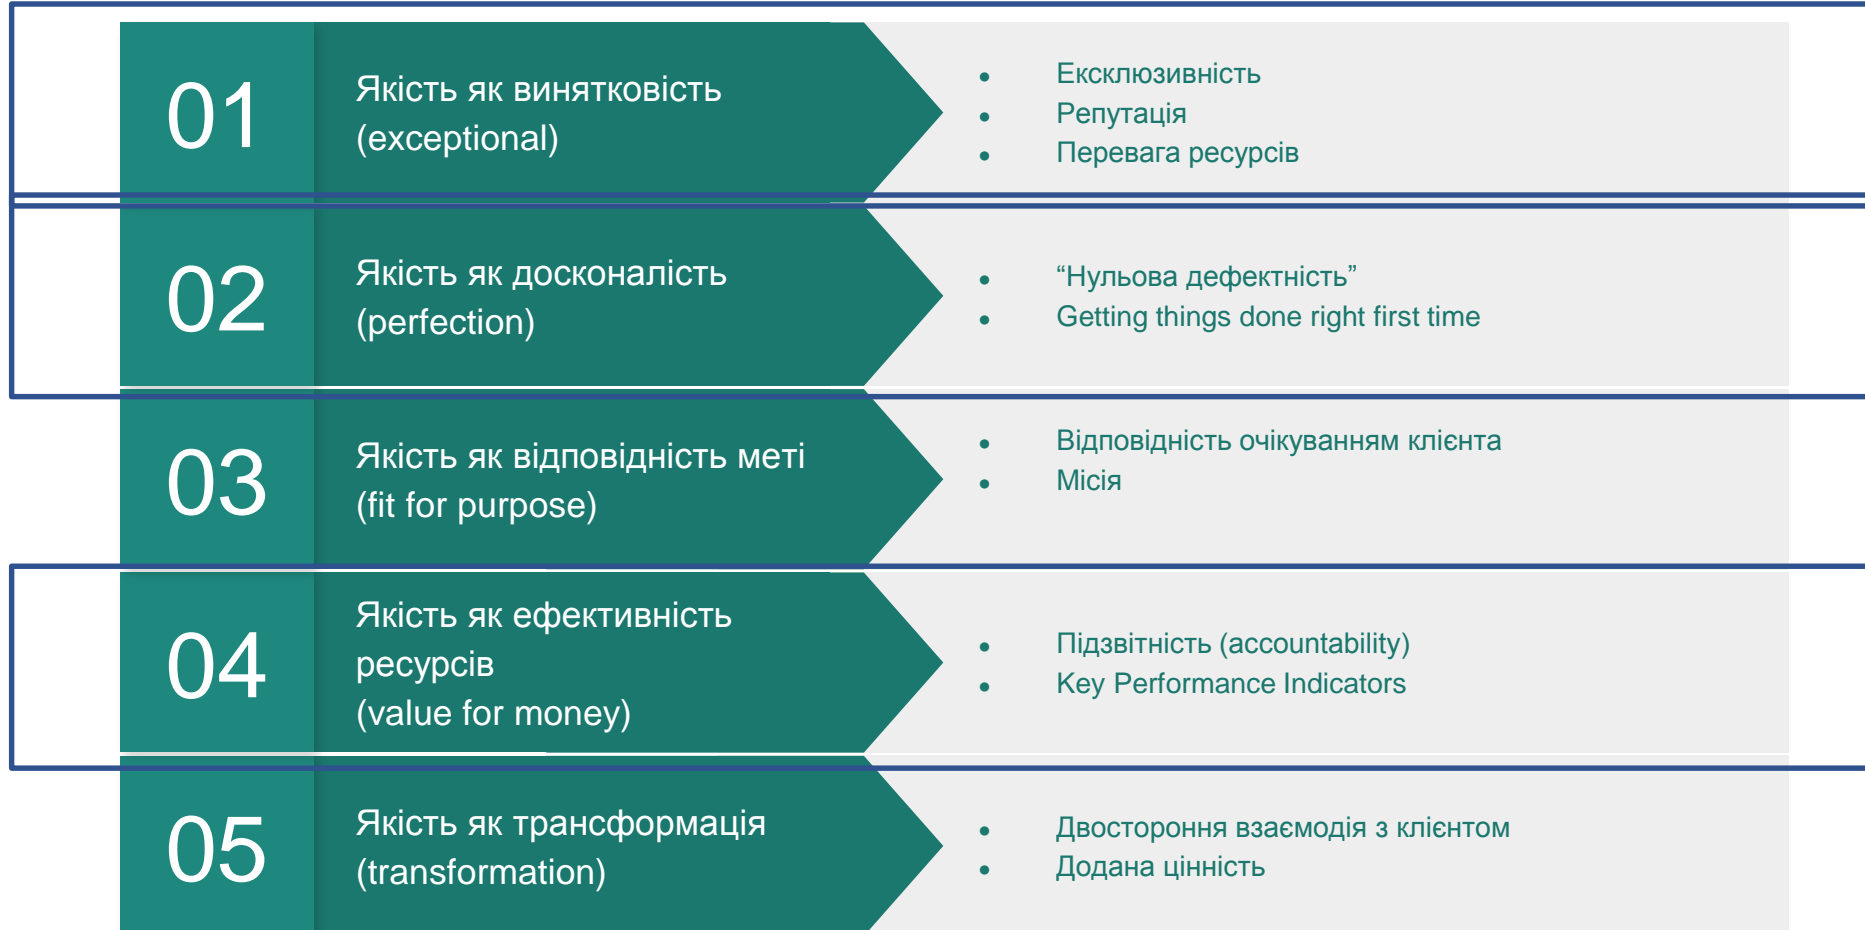 01
Якість як винятковість
(exceptional)
● Ексклюзивність
● Репутація
● Перевага ресурсів
02
Якість як досконалість
(perfection)
● “Нульова дефектність”
● Getting things done right first time
03
Якість як відповідність меті
(fit for purpose)
● Відповідність очікуванням клієнта
● Місія
04
Якість як ефективність
ресурсів
(value for money)
● Підзвітність (accountability)
● Key Performance Indicators
05
Якість як трансформація
(transformation)
● Двостороння взаємодія з клієнтом
● Додана цінність